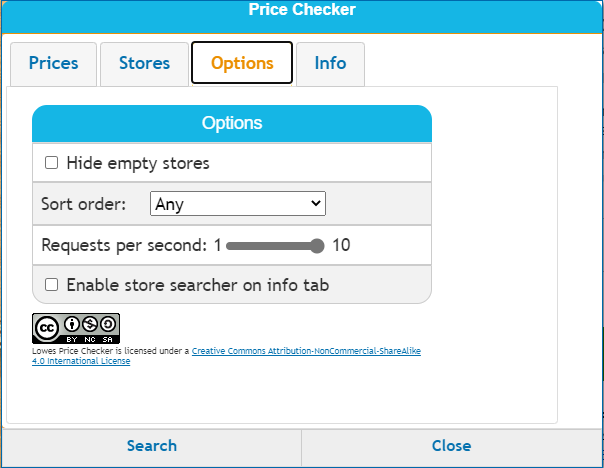 Price Checker
Prices Stores Options Info
Options
Hide empty stores
Sort order: Any
Requests per second: 1 10
Enable store searcher on info tab
cc BY NC SA
Lowes Price Checker is licensed under a Creative Commons Attribution-NonCommercial-ShareAlike
4.0 International License
Search Close